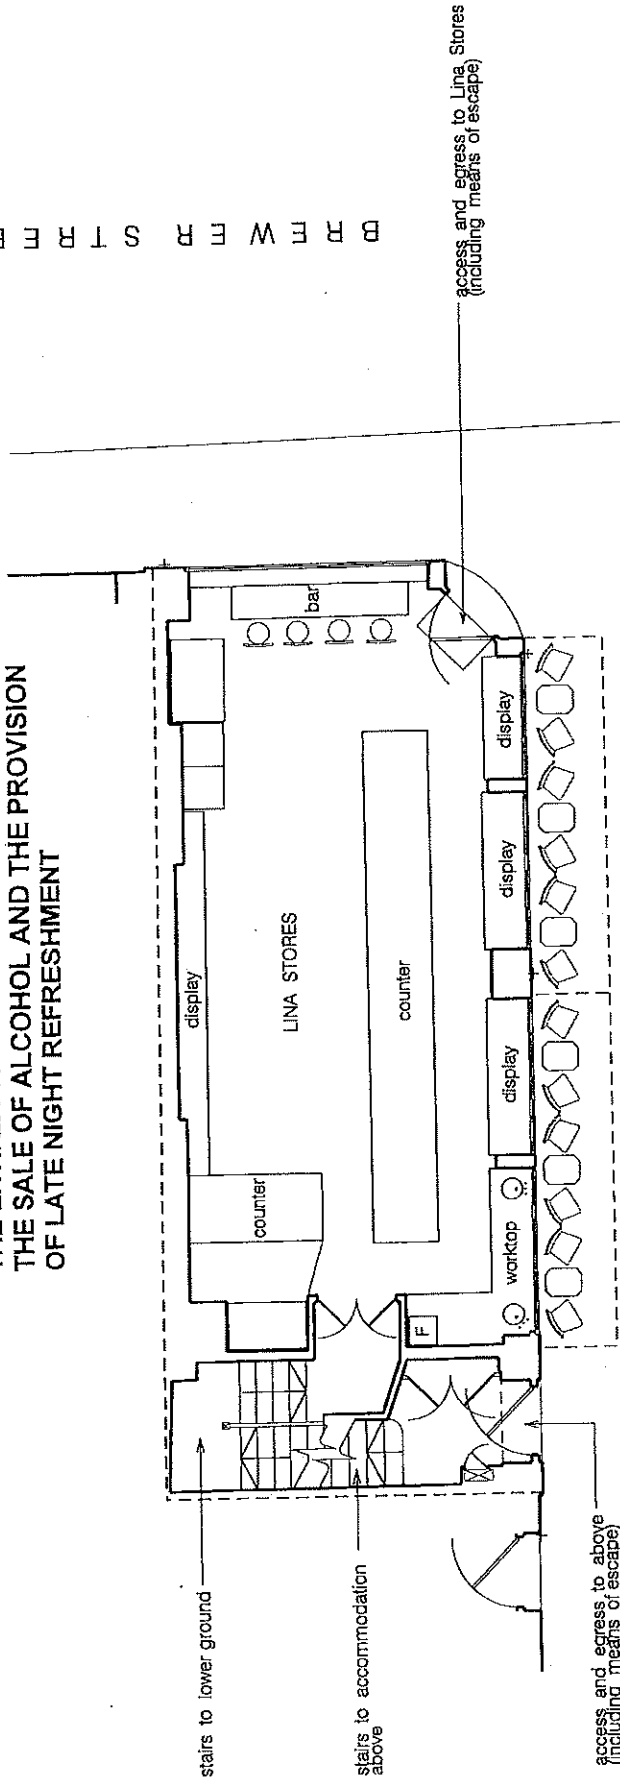 THE SALE OF ALCOHOL AND THE PROVISION
OF LATE NIGHT REFRESHMENT
BREWER STREE
access and egress to Lina Stores
(including means of escape)
bar
display
display
display
display
LINA STORES
counter
counter
worktop
F
stairs to lower ground
stairs to accommodation
above
access and egress to above
(including means of escape)